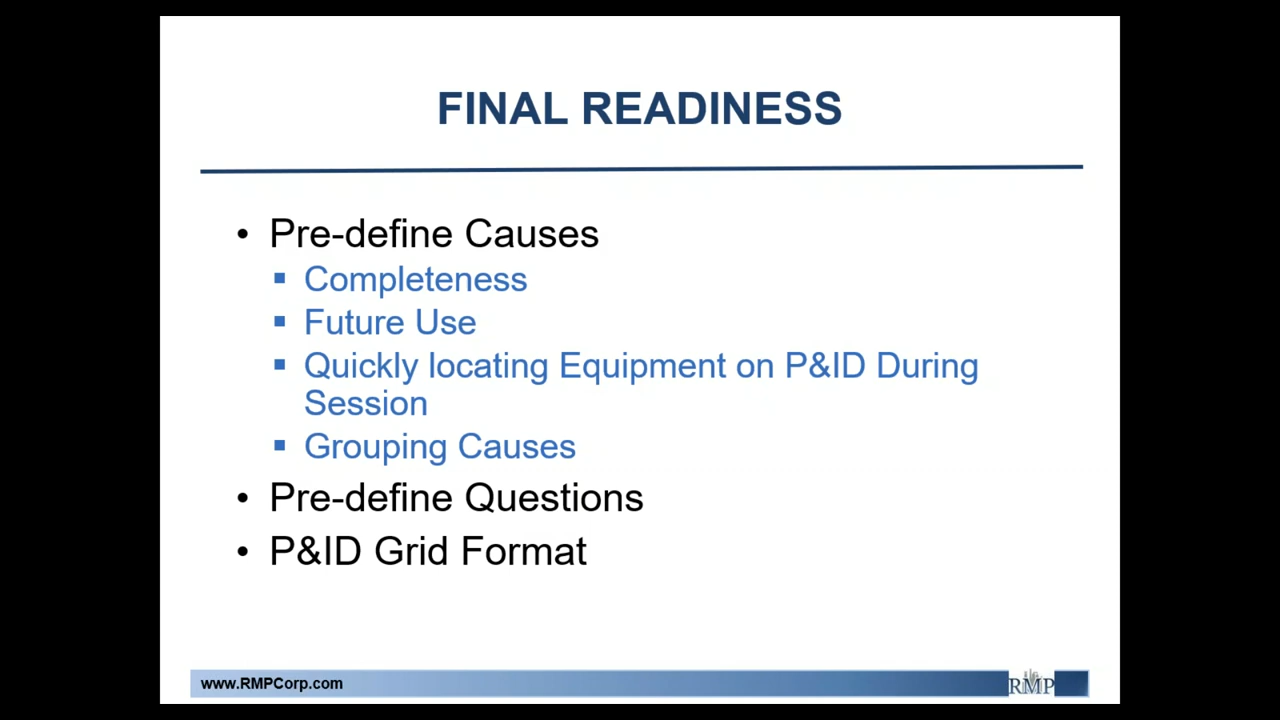 FINAL READINESS
• Pre-define Causes
▪ Completeness
▪ Future Use
▪ Quickly locating Equipment on P&ID During
Session
▪ Grouping Causes
• Pre-define Questions
• P&ID Grid Format
www.RMPCorp.com
RMP